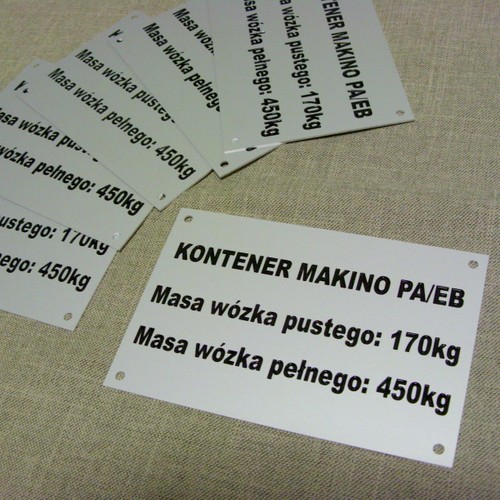 KONTENER MAKINO PA/EB
Masa wózka pustego: 170kg
Masa wózka pełnego: 450kg
KONTENER MAKINO PA/EB
wózka pustego: 170kg
Masa wózka pełnego: 450kg
Masa wózka pełnego:
Masa wózka pustego:
wózka pełnego: 450kg
Masa wózka
wózka pełnego: 450kg
pustego: 170kg
450kg